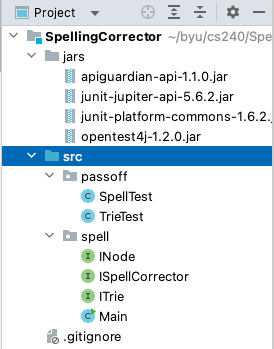 Project
SpellingCorrector ~/byu/cs240/Spe
jars
apiguardian-api-1.1.0.jar
junit-jupiter-api-5.6.2.jar
junit-platform-commons-1.6.2.
opentest4j-1.2.0.jar
src
passoff
C SpellTest
C TrieTest
spell
I INode
I ISpellCorrector
I ITrie
C Main
.gitignore